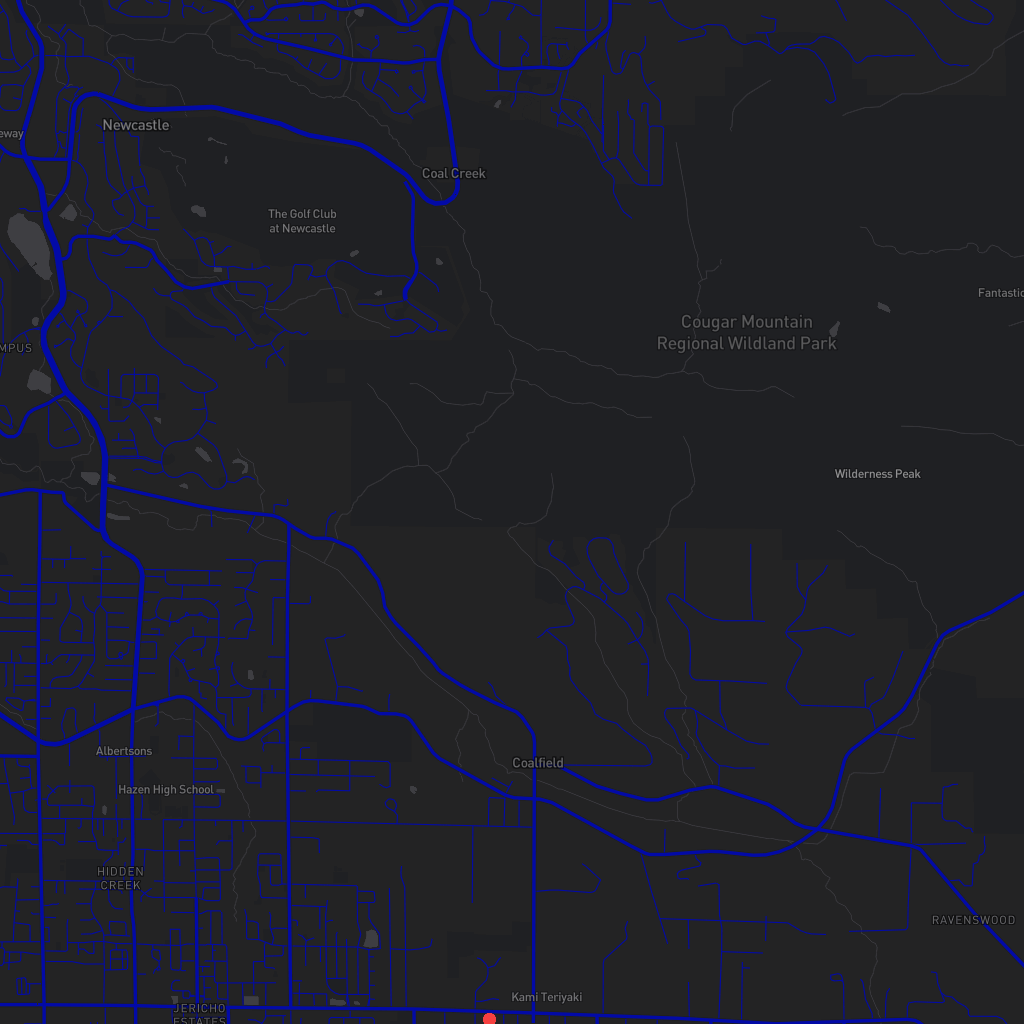 Newcastle
eway
Coal Creek
The Golf Club
at Newcastle
Fantastic
Cougar Mountain
Regional Wildland Park
MPUS
Wilderness Peak
Albertsons
Coalfield
Hazen High School
HIDDEN
CREEK
RAVENSWOOD
Kami Teriyaki
JERICHO
ESTATES